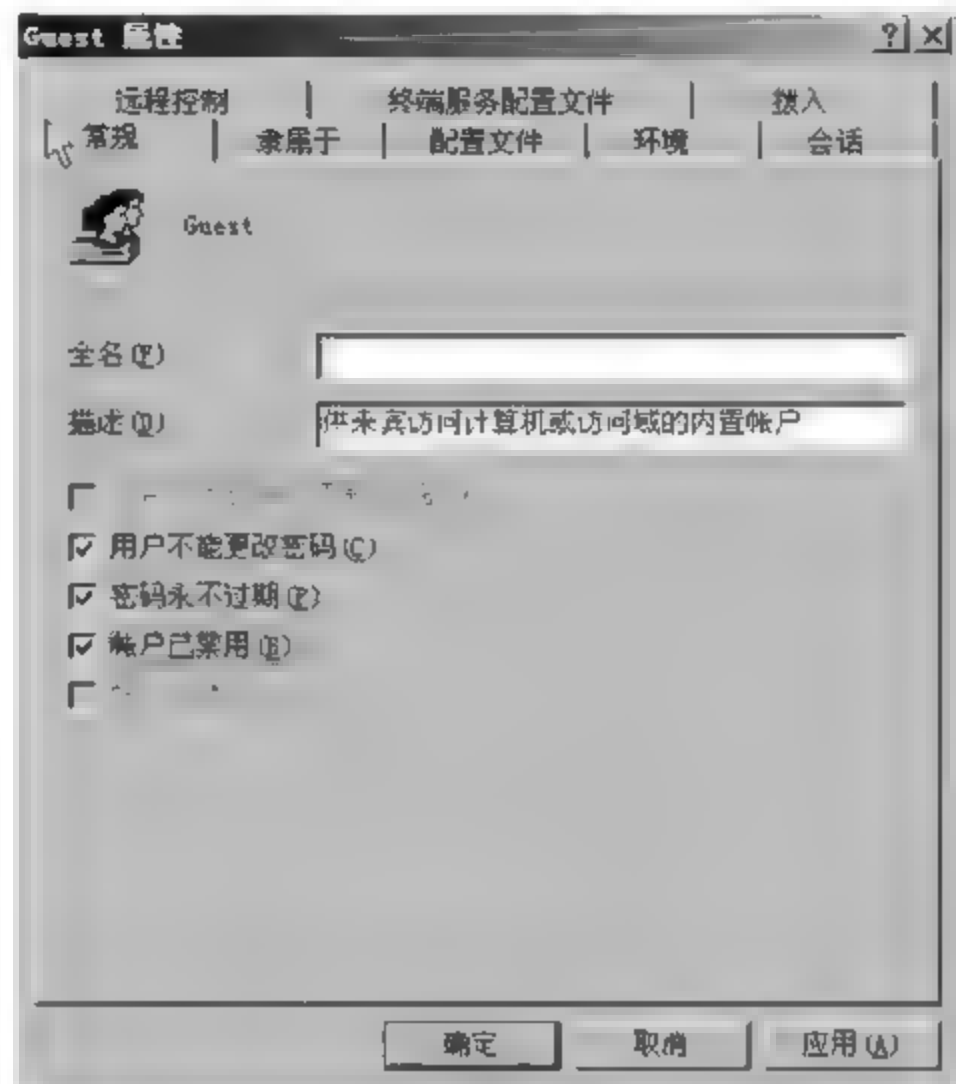 Guest 属性
远程控制 终端服务配置文件 拨入
常规 隶属于 配置文件 环境 会话
Guest
全名(F)
描述(D) 供来宾访问计算机或访问域的内置帐户
用户不能更改密码(C)
密码永不过期(P)
帐户已禁用(B)
确定 取消 应用(A)